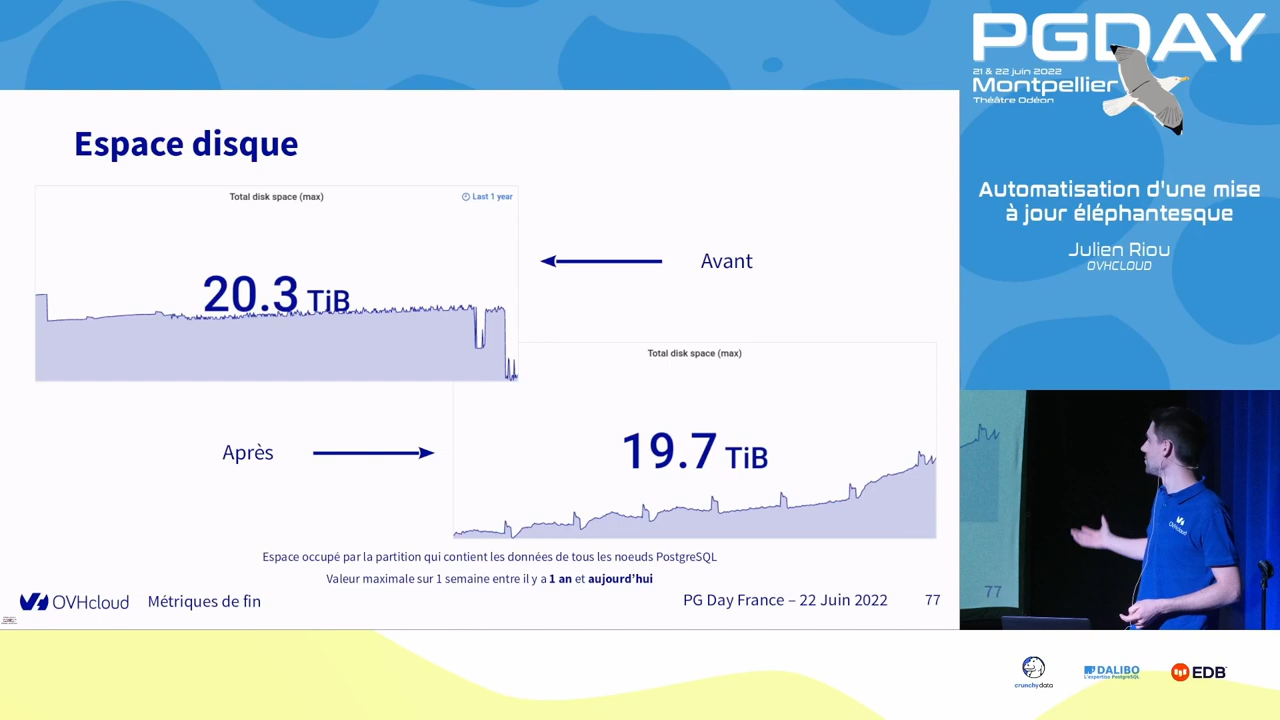 Espace disque
Total disk space (max)
Last 1 year
20.3 TiB
Avant
Total disk space (max)
19.7 TiB
Après
Espace occupé par la partition qui contient les données de tous les noeuds PostgreSQL
Valeur maximale sur 1 semaine entre il y a 1 an et aujourd'hui
OVHcloud
Métriques de fin
PG Day France – 22 Juin 2022
77
PGDAY
21 & 22 juin 2022
Montpellier
Théâtre Odéon
Automatisation d'une mise
à jour éléphantesque
Julien Riou
OVHCLOUD
OVHcloud
77
crunchydata
DALIBO
L'expertise PostgreSQL
EDB